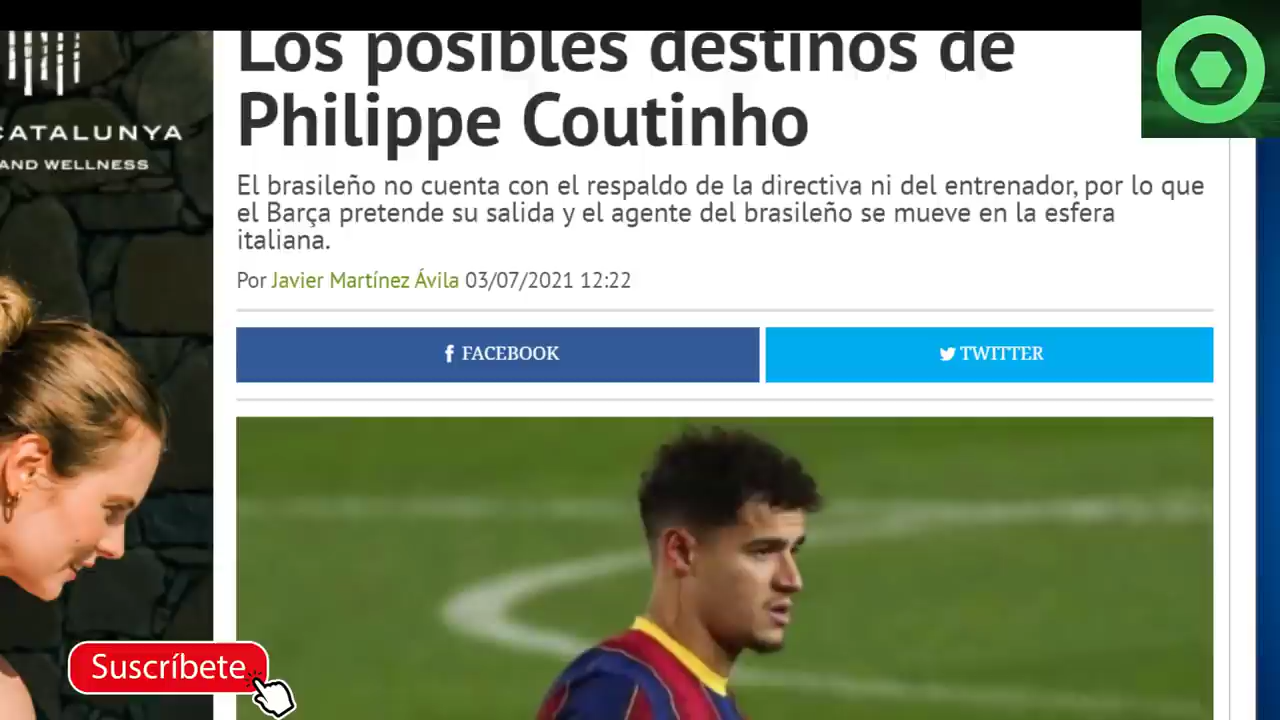 Los posibles destinos de
Philippe Coutinho
El brasileño no cuenta con el respaldo de la directiva ni del entrenador, por lo que
el Barça pretende su salida y el agente del brasileño se mueve en la esfera
italiana.
Por Javier Martínez Ávila 03/07/2021 12:22
FACEBOOK
TWITTER
CATALUNYA
AND WELLNESS
Suscríbete